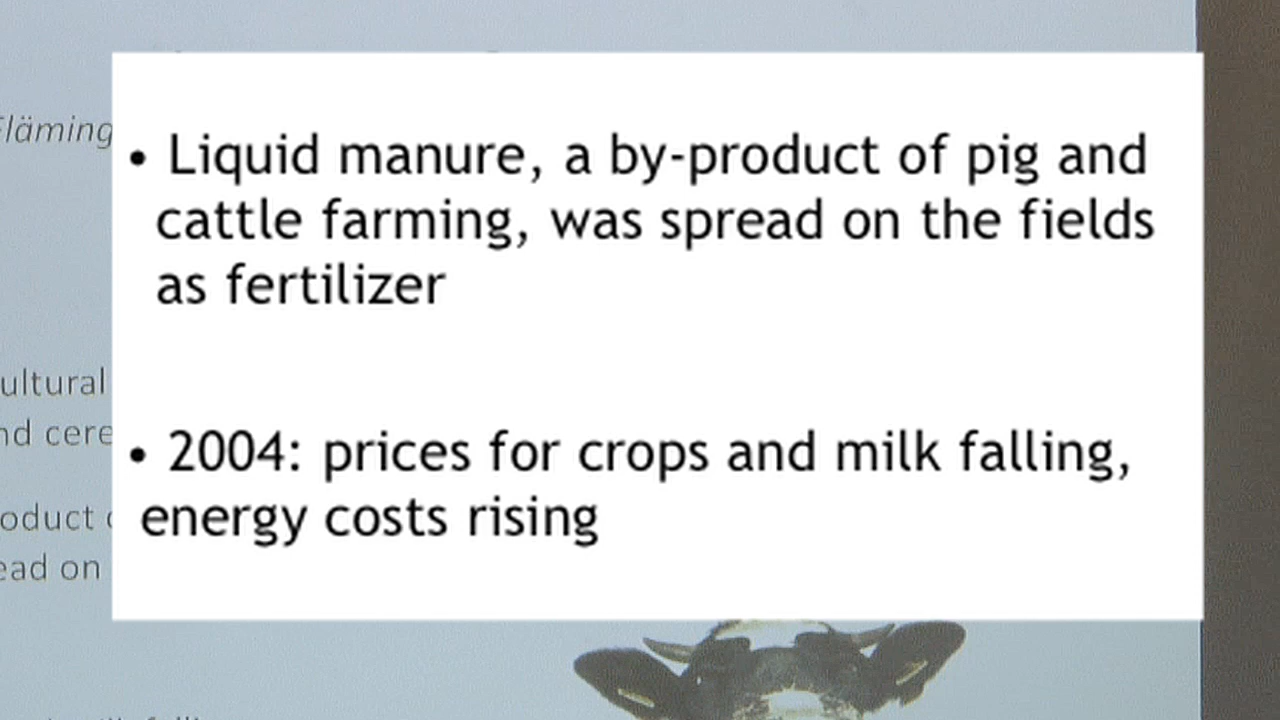 Fläming
• Liquid manure, a by-product of pig and
cattle farming, was spread on the fields
as fertilizer
ultural
nd cere
• 2004: prices for crops and milk falling,
energy costs rising
oduct
ead on